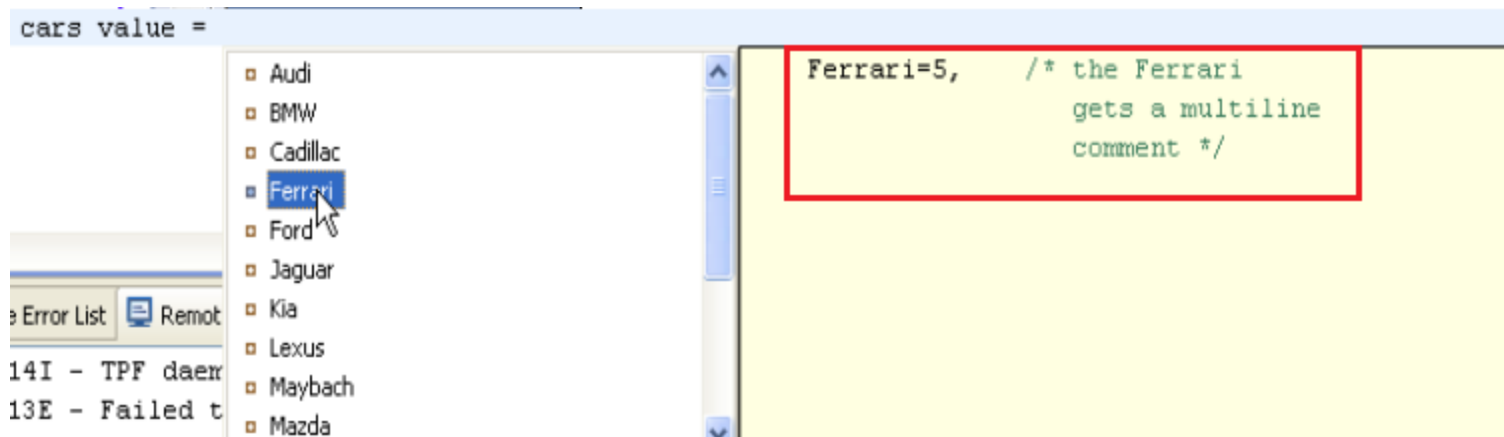 cars value =
Audi
BMW
Cadillac
Ferrari
Ford
Jaguar
Kia
Lexus
Maybach
Mazda
Ferrari=5, /* the Ferrari
gets a multiline
comment */
e Error List Remot
14I - TPF daem
13E - Failed t